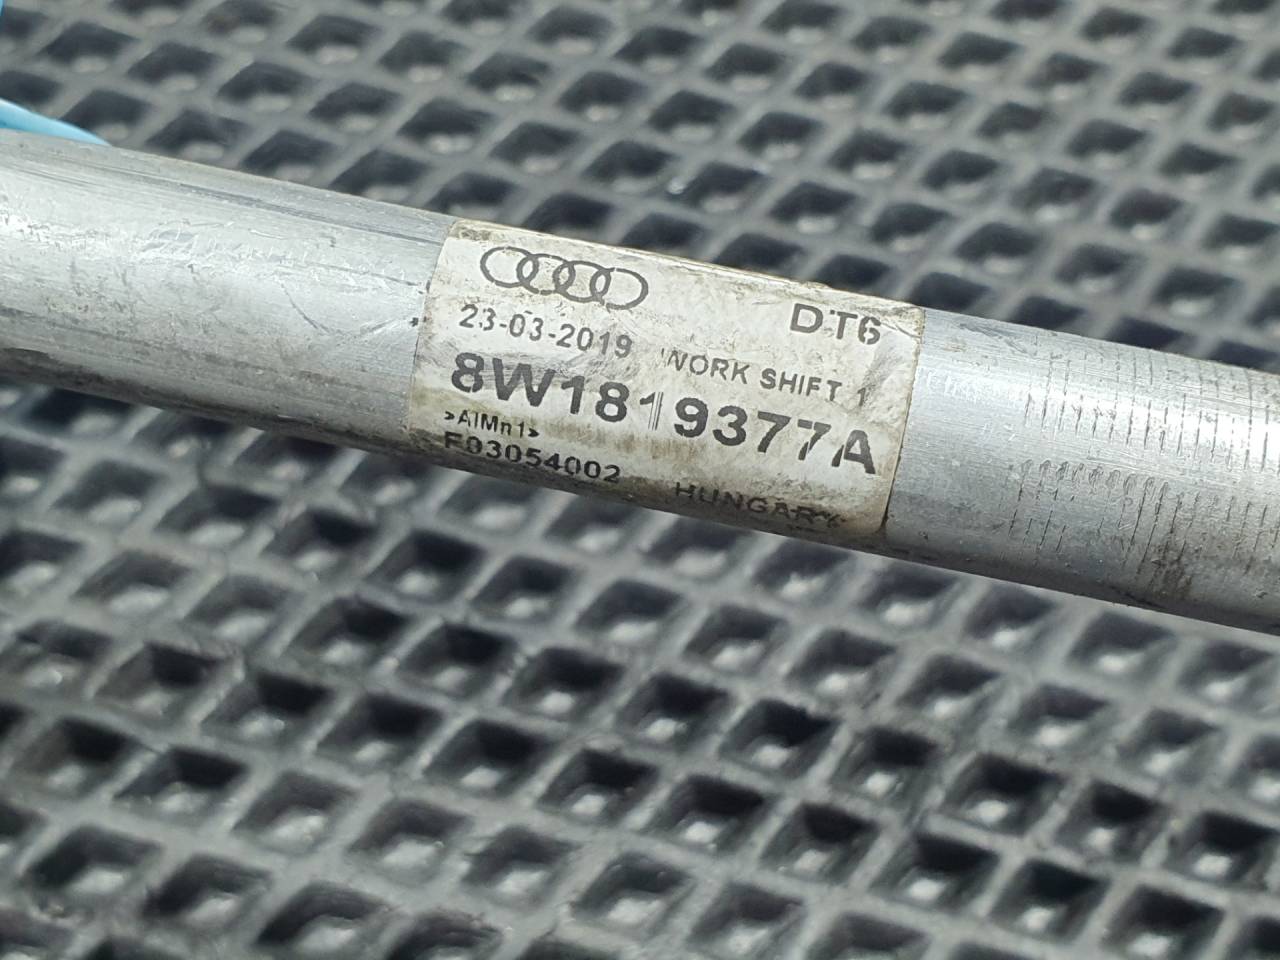 DT6
23-03-2019 WORK SHIFT 1
8W1819377A
>AlMn1>
F03054002 HUNGARY